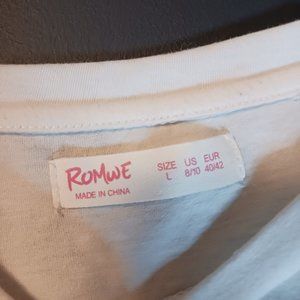 ROMWE
MADE IN CHINA
SIZE US EUR
L 8/10 40/42